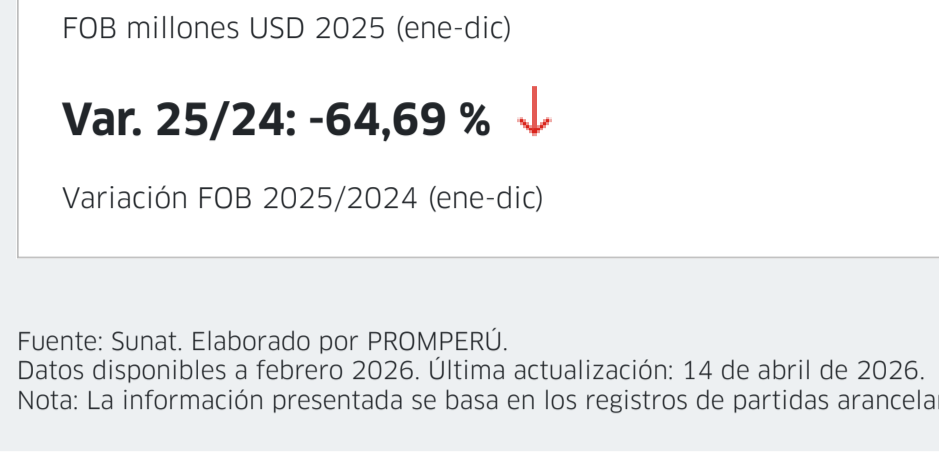 FOB millones USD 2025 (ene-dic)
Var. 25/24: -64,69 %
Variación FOB 2025/2024 (ene-dic)
Fuente: Sunat. Elaborado por PROMPERÚ.
Datos disponibles a febrero 2026. Última actualización: 14 de abril de 2026.
Nota: La información presentada se basa en los registros de partidas